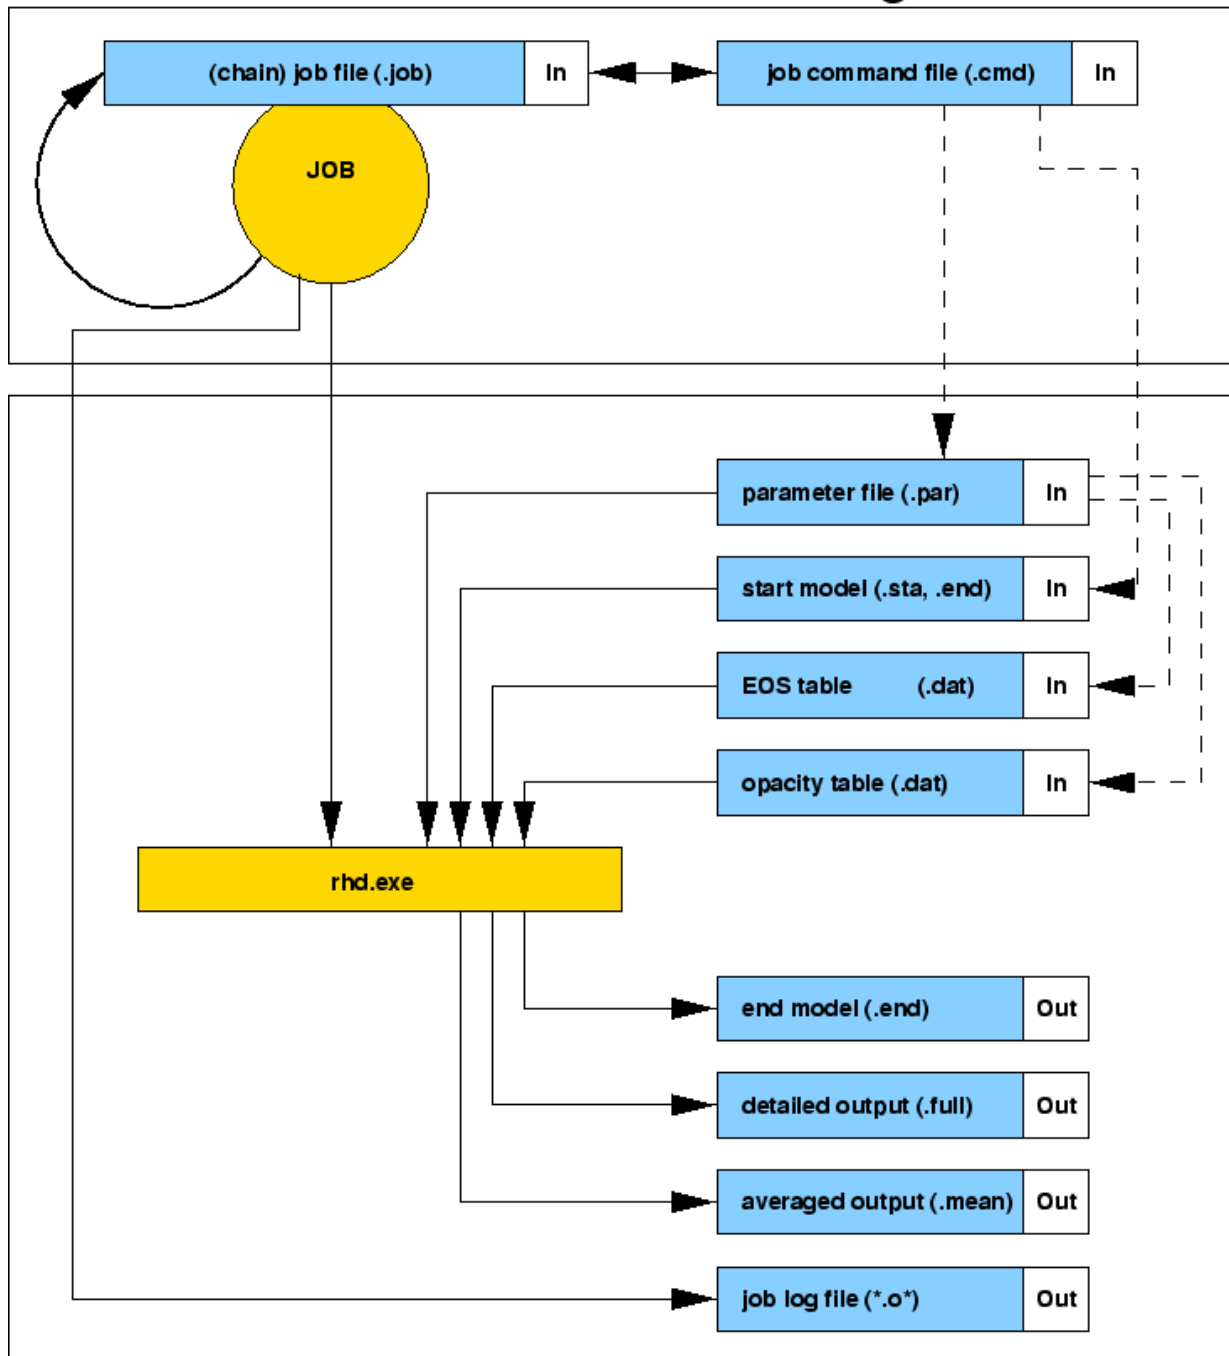 (chain) job file (.job) In
job command file (.cmd) In
JOB
parameter file (.par) In
start model (.sta, .end) In
EOS table (.dat) In
opacity table (.dat) In
rhd.exe
end model (.end) Out
detailed output (.full) Out
averaged output (.mean) Out
job log file (*.o*) Out